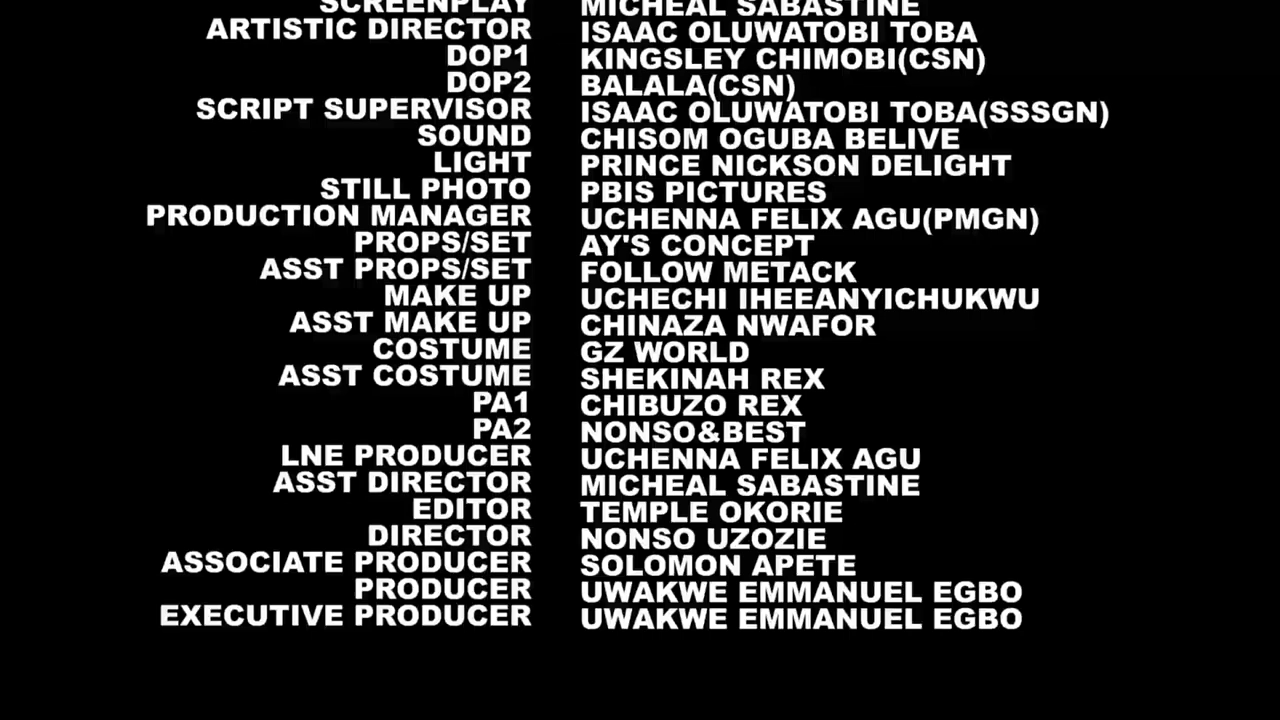 SCREENPLAY MICHEAL SABASTINE
ARTISTIC DIRECTOR ISAAC OLUWATOBI TOBA
DOP1 KINGSLEY CHIMOBI(CSN)
DOP2 BALALA(CSN)
SCRIPT SUPERVISOR ISAAC OLUWATOBI TOBA(SSSGN)
SOUND CHISOM OGUBA BELIVE
LIGHT PRINCE NICKSON DELIGHT
STILL PHOTO PBIS PICTURES
PRODUCTION MANAGER UCHENNA FELIX AGU(PMGN)
PROPS/SET AY'S CONCEPT
ASST PROPS/SET FOLLOW METACK
MAKE UP UCHECHI IHEEANYICHUKWU
ASST MAKE UP CHINAZA NWAFOR
COSTUME GZ WORLD
ASST COSTUME SHEKINAH REX
PA1 CHIBUZO REX
PA2 NONSO&BEST
LNE PRODUCER UCHENNA FELIX AGU
ASST DIRECTOR MICHEAL SABASTINE
EDITOR TEMPLE OKORIE
DIRECTOR NONSO UZOZIE
ASSOCIATE PRODUCER SOLOMON APETE
PRODUCER UWAKWE EMMANUEL EGBO
EXECUTIVE PRODUCER UWAKWE EMMANUEL EGBO